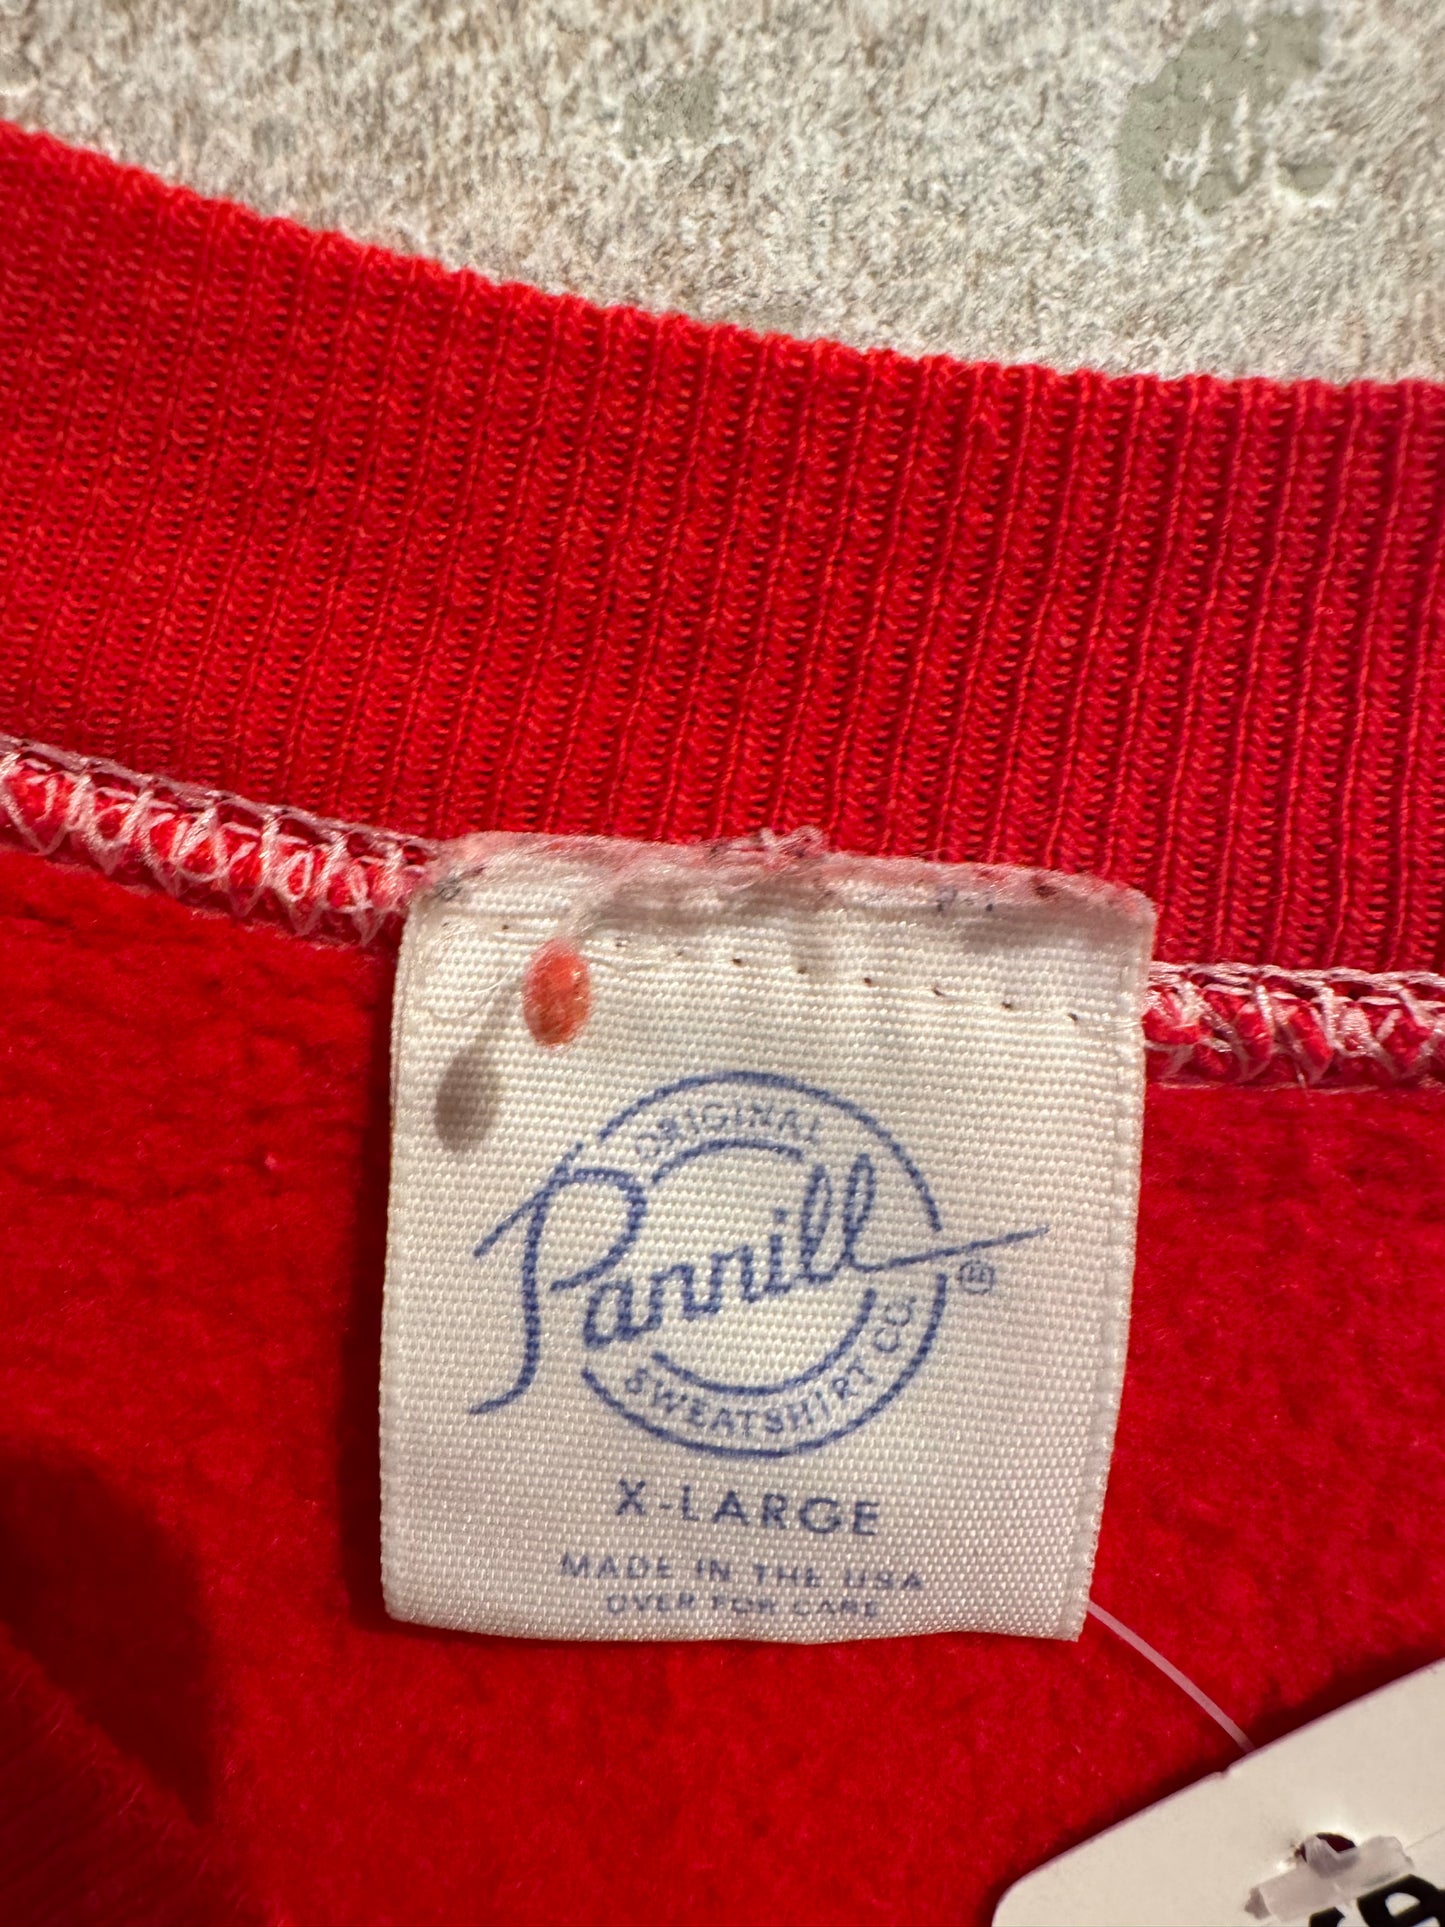 ORIGINAL
Pannill ®
SWEATSHIRT CO.
X-LARGE
MADE IN THE USA
OVER FOR CARE